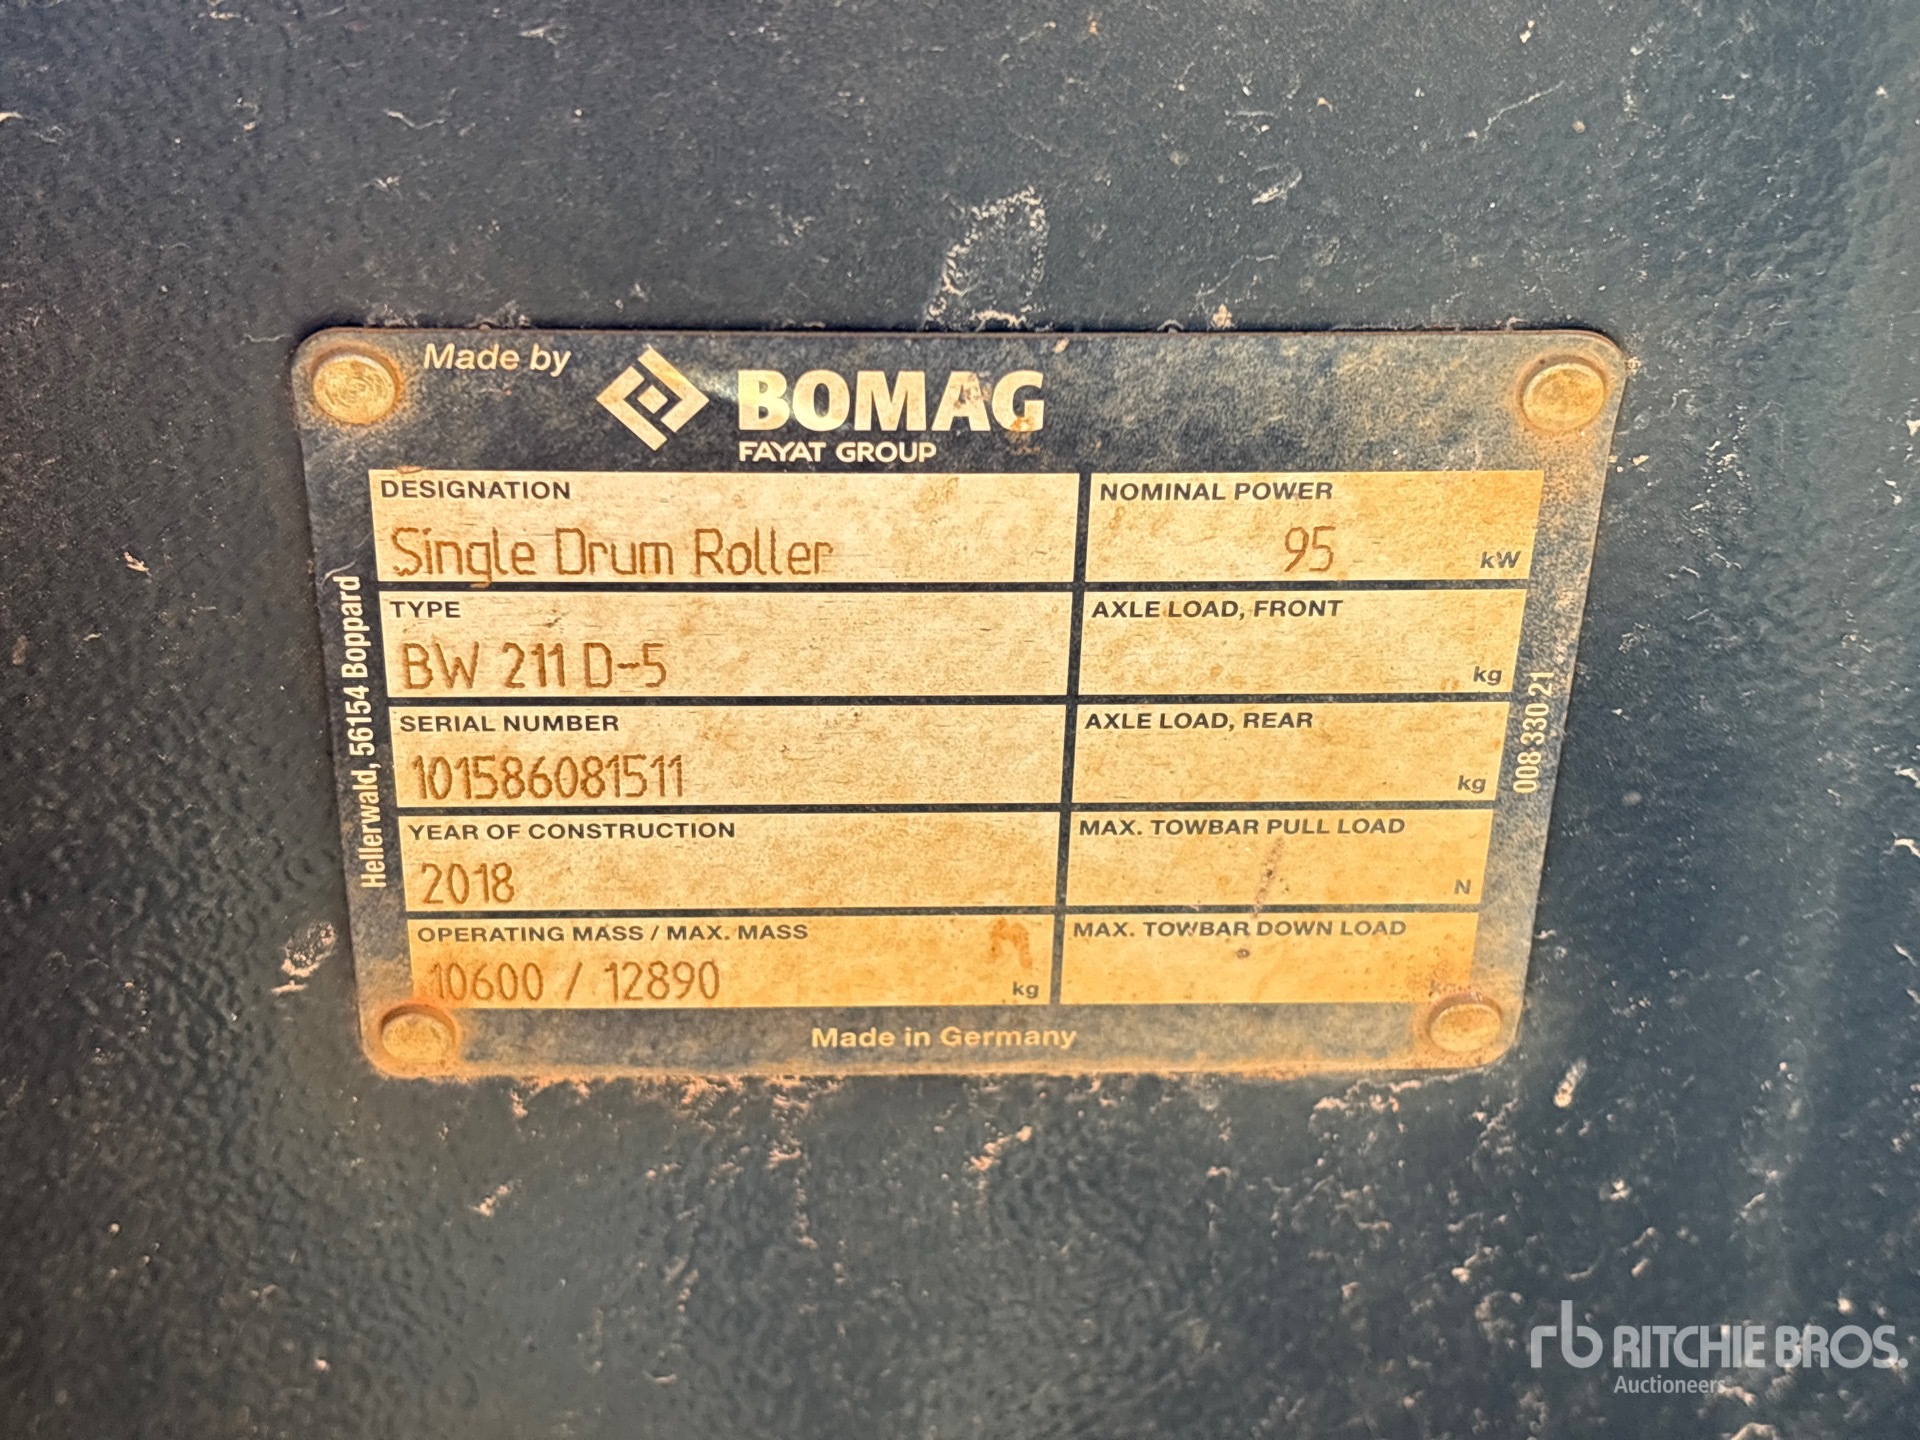 Made by
BOMAG
FAYAT GROUP
DESIGNATION
Single Drum Roller
NOMINAL POWER
95 kW
TYPE
BW 211 D-5
AXLE LOAD, FRONT
kg
SERIAL NUMBER
101586081511
AXLE LOAD, REAR
kg
YEAR OF CONSTRUCTION
2018
MAX. TOWBAR PULL LOAD
N
OPERATING MASS / MAX. MASS
10600 / 12890 kg
MAX. TOWBAR DOWN LOAD
kg
Made in Germany
Hellerwald, 56154 Boppard
008 330 21
rb RITCHIE BROS.
Auctioneers